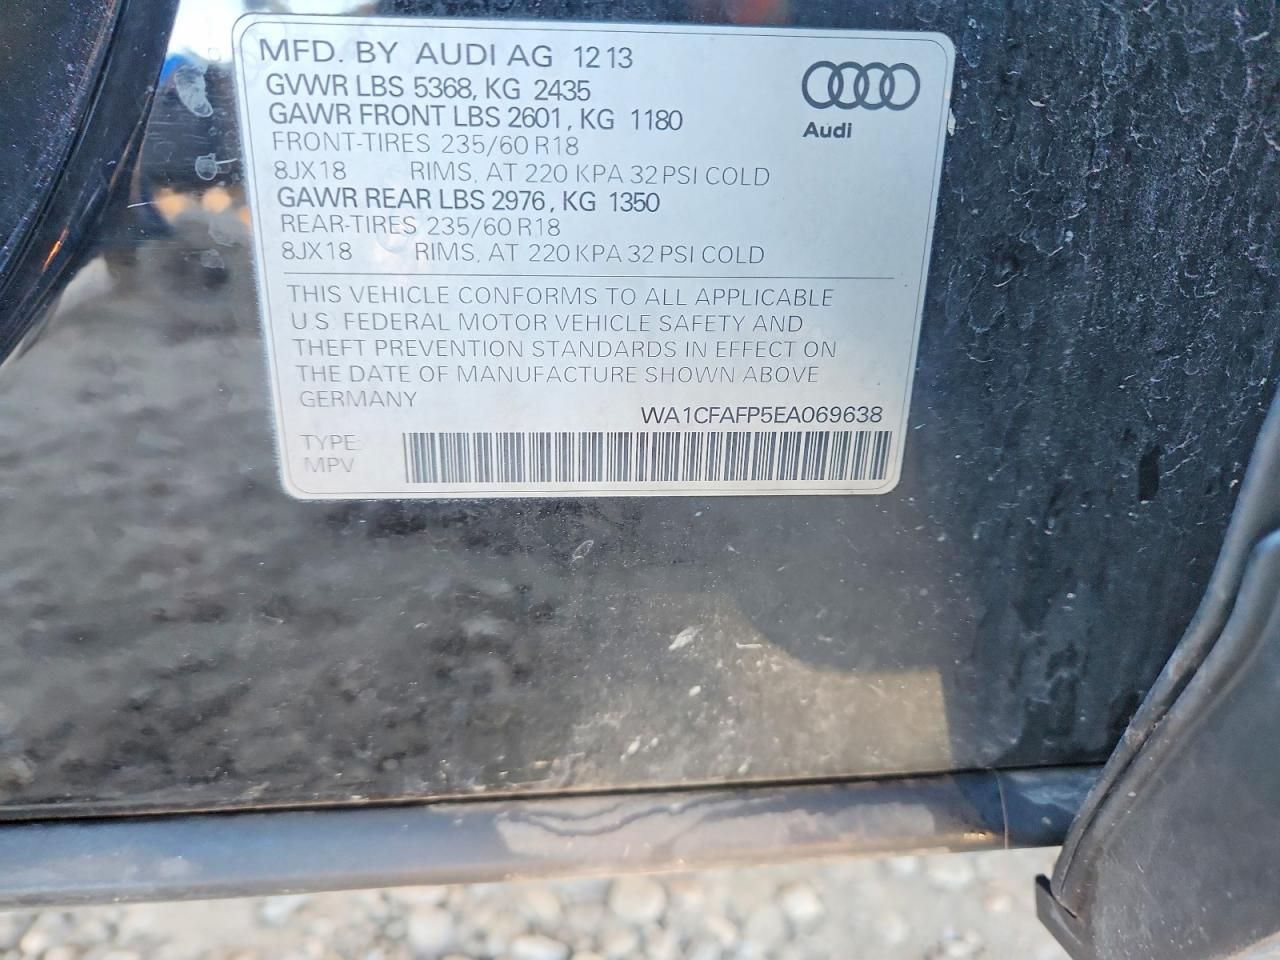 MFD. BY AUDI AG 12 13
GVWR LBS 5368, KG 2435
GAWR FRONT LBS 2601, KG 1180
FRONT-TIRES 235/60 R18
8JX18 RIMS, AT 220 KPA 32 PSI COLD
GAWR REAR LBS 2976, KG 1350
REAR-TIRES 235/60 R18
8JX18 RIMS, AT 220 KPA 32 PSI COLD
Audi
THIS VEHICLE CONFORMS TO ALL APPLICABLE
U.S. FEDERAL MOTOR VEHICLE SAFETY AND
THEFT PREVENTION STANDARDS IN EFFECT ON
THE DATE OF MANUFACTURE SHOWN ABOVE
GERMANY
WA1CFAFP5EA069638
TYPE:
MPV